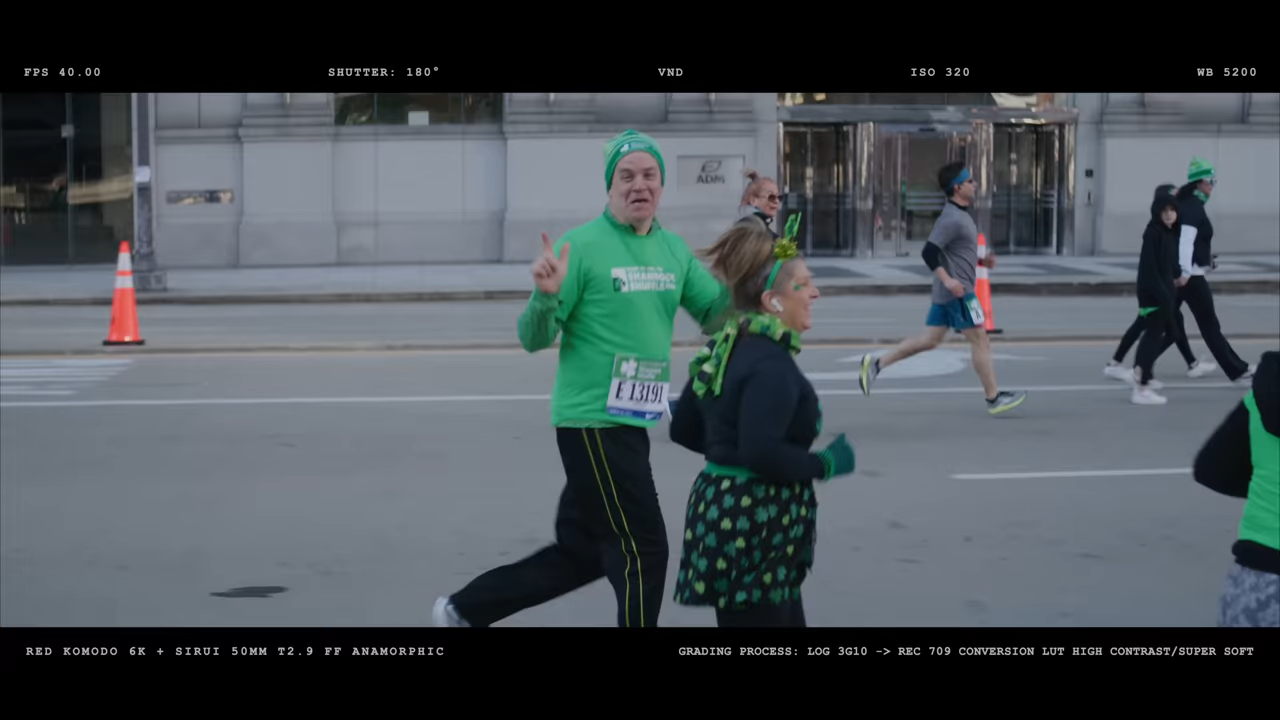 FPS 40.00
SHUTTER: 180°
VND
ISO 320
WB 5200
ADM
SHAMROCK
SHUFFLE
E 13191
RED KOMODO 6K + SIRUI 50MM T2.9 FF ANAMORPHIC
GRADING PROCESS: LOG 3G10 -> REC 709 CONVERSION LUT HIGH CONTRAST/SUPER SOFT